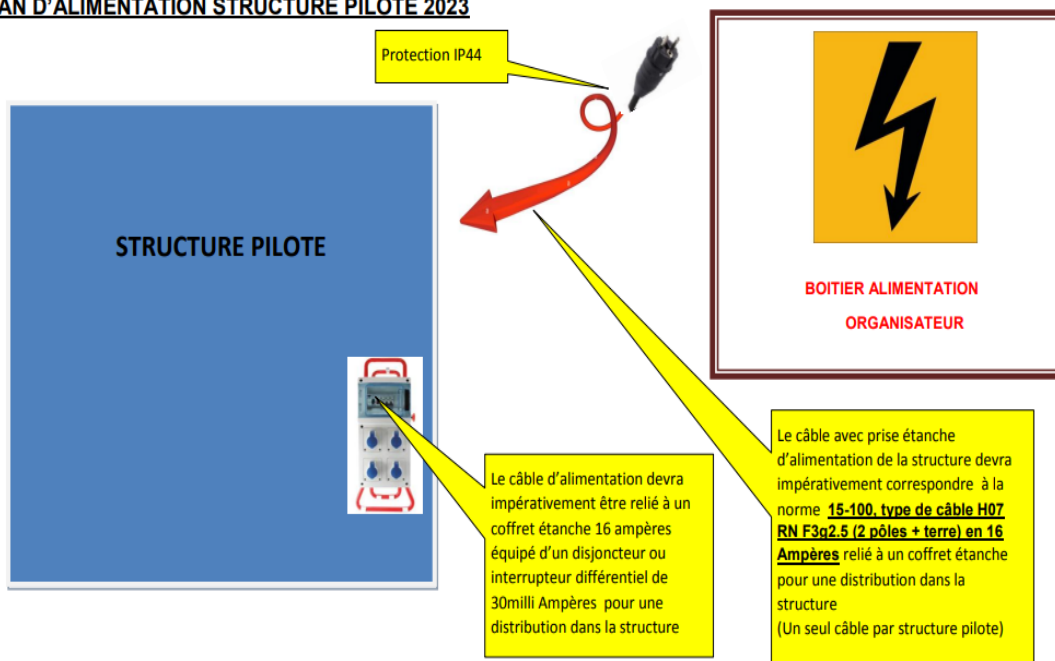 AN D'ALIMENTATION STRUCTURE PILOTE 2023
Protection IP44
STRUCTURE PILOTE
BOITIER ALIMENTATION
ORGANISATEUR
Le câble d'alimentation devra
impérativement être relié à un
coffret étanche 16 ampères
équipé d'un disjoncteur ou
interrupteur différentiel de
30milli Ampères pour une
distribution dans la structure
Le câble avec prise étanche
d'alimentation de la structure devra
impérativement correspondre à la
norme 15-100, type de câble H07
RN F3g2.5 (2 pôles + terre) en 16
Ampères relié à un coffret étanche
pour une distribution dans la
structure
(Un seul câble par structure pilote)